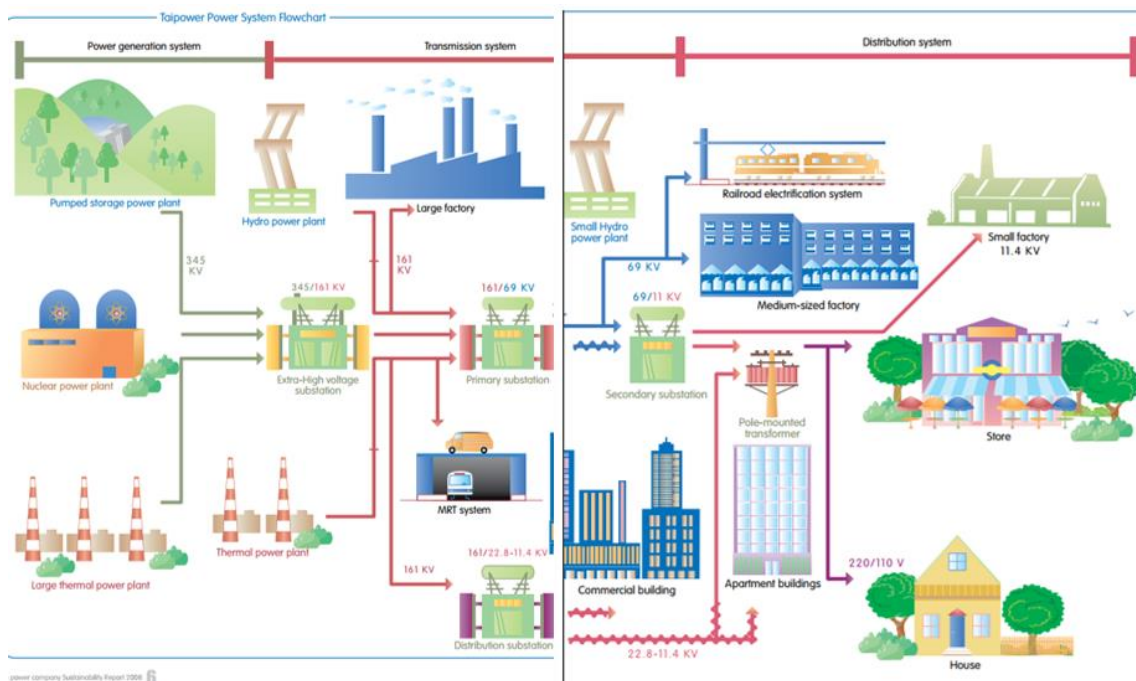 Taipower Power System Flowchart
Power generation system
Transmission system
Distribution system
Pumped storage power plant
Hydro power plant
Large factory
Small Hydro
power plant
Railroad electrification system
Small factory
11.4 KV
345
KV
161
KV
69 KV
Medium-sized factory
345/161 KV
161/69 KV
69/11 KV
Nuclear power plant
Extra-High voltage
substation
Primary substation
Secondary substation
Pole-mounted
transformer
Store
MRT system
Large thermal power plant
Thermal power plant
161 KV
161/22.8-11.4 KV
Distribution substation
Commercial building
Apartment buildings
220/110 V
22.8-11.4 KV
House
power company Sustainability Report 2008 6